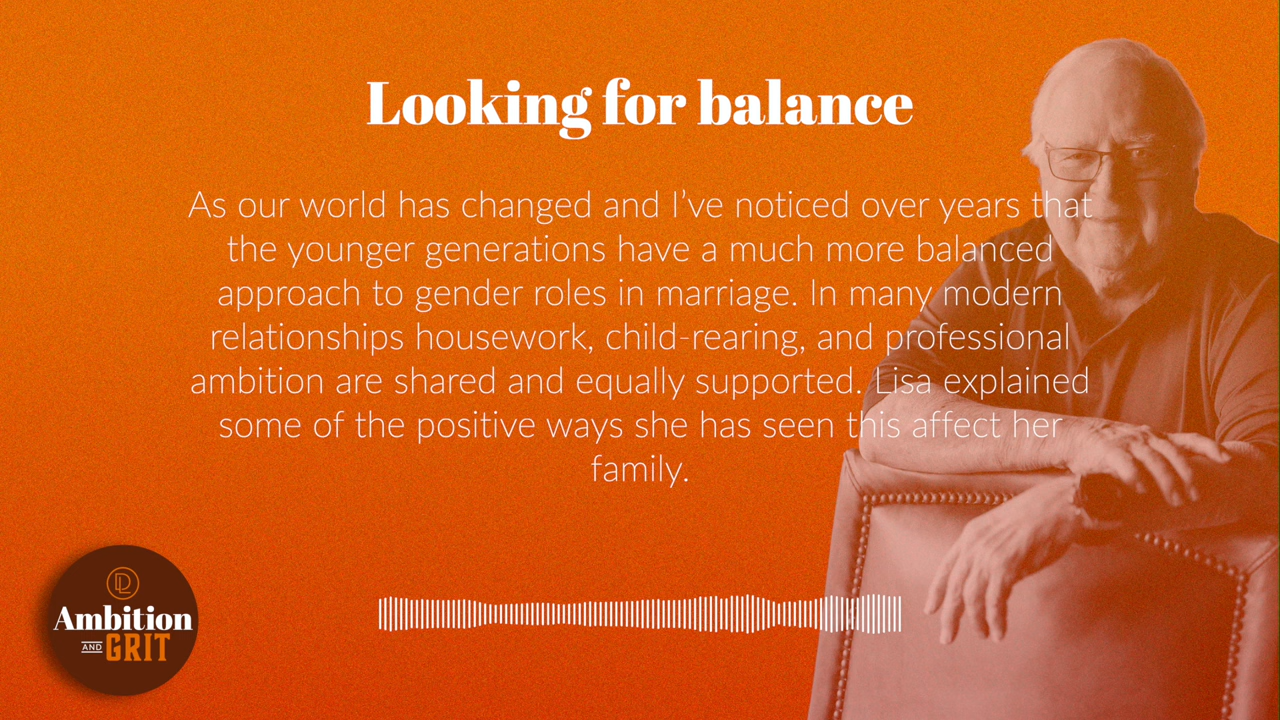 Looking for balance
As our world has changed and I've noticed over years that
the younger generations have a much more balanced
approach to gender roles in marriage. In many modern
relationships housework, child-rearing, and professional
ambition are shared and equally supported. Lisa explained
some of the positive ways she has seen this affect her
family.
DL
Ambition
AND GRIT